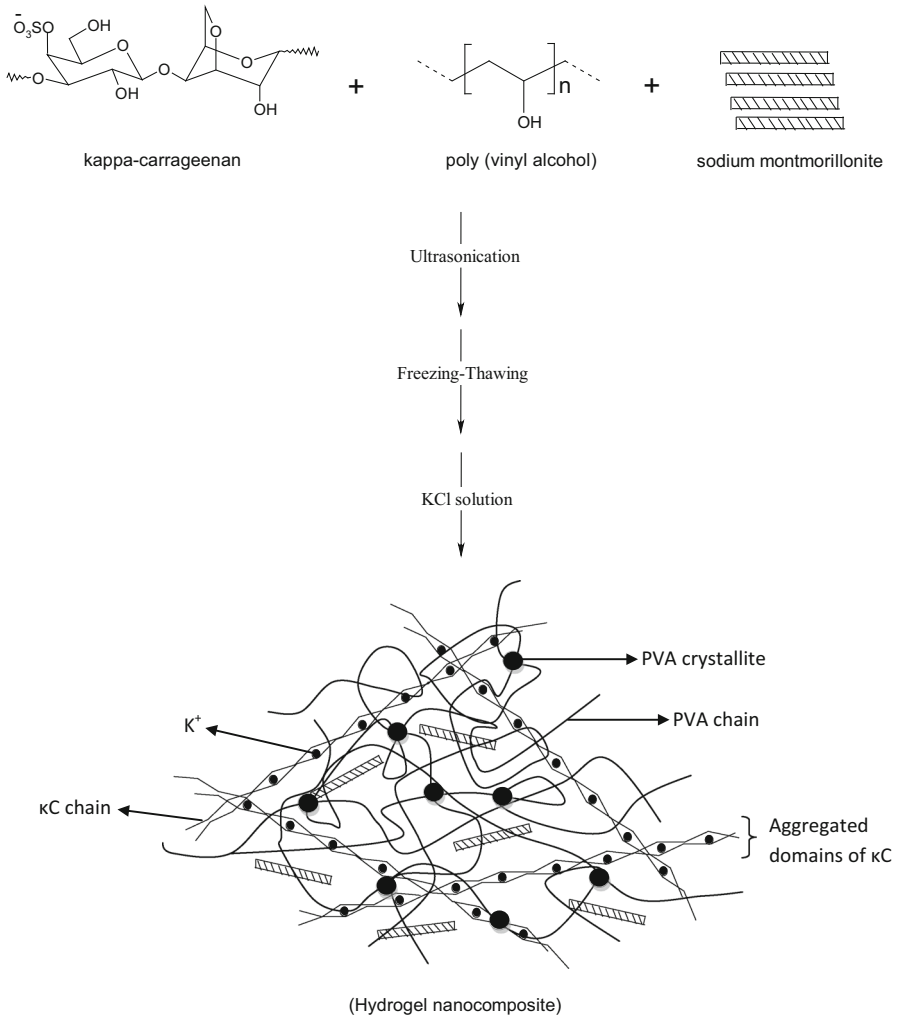 -
O3SO
OH
O
O
O
O
OH
O
O
OH
+
n
OH
+
kappa-carrageenan
poly (vinyl alcohol)
sodium montmorillonite
Ultrasonication
Freezing-Thawing
KCl solution
PVA crystallite
PVA chain
K+
κC chain
Aggregated
domains of κC
(Hydrogel nanocomposite)